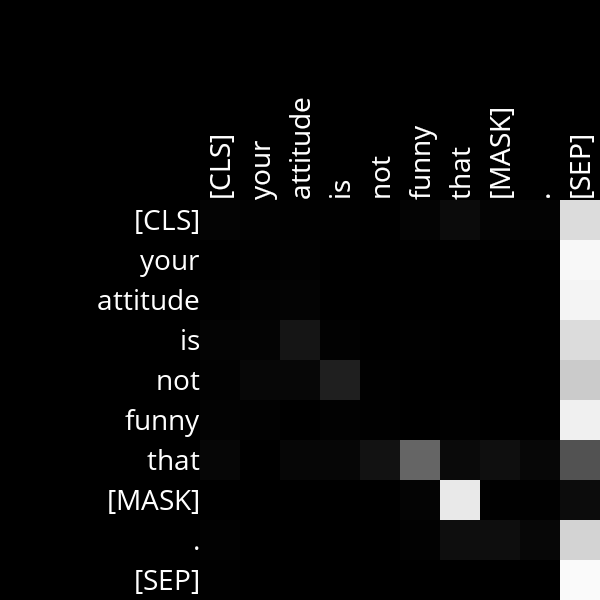 [CLS]
your
attitude
is
not
funny
that
[MASK]
.
[SEP]
[CLS]
your
attitude
is
not
funny
that
[MASK]
.
[SEP]